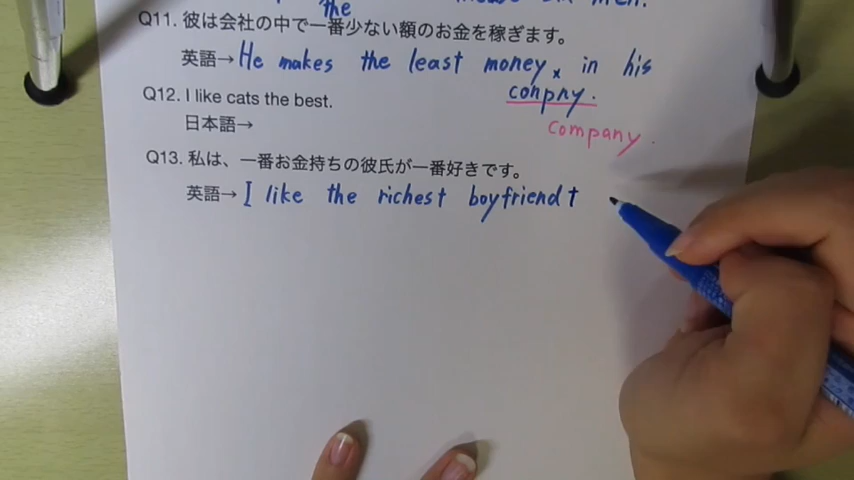 the
Q11. 彼は会社の中で一番少ない額のお金を稼ぎます。
英語→ He makes the least money x in his
conpny.
company.
Q12. I like cats the best.
日本語→
Q13. 私は、一番お金持ちの彼氏が一番好きです。
英語→ I like the richest boyfriend t